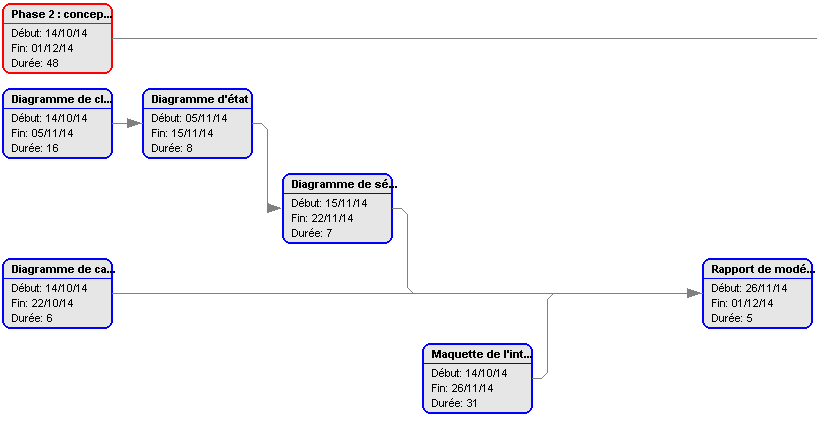 Phase 2 : concep...
Début: 14/10/14
Fin: 01/12/14
Durée: 48
Diagramme de cl...
Début: 14/10/14
Fin: 05/11/14
Durée: 16
Diagramme d'état
Début: 05/11/14
Fin: 15/11/14
Durée: 8
Diagramme de sé...
Début: 15/11/14
Fin: 22/11/14
Durée: 7
Diagramme de ca...
Début: 14/10/14
Fin: 22/10/14
Durée: 6
Rapport de modé...
Début: 26/11/14
Fin: 01/12/14
Durée: 5
Maquette de l'int...
Début: 14/10/14
Fin: 26/11/14
Durée: 31